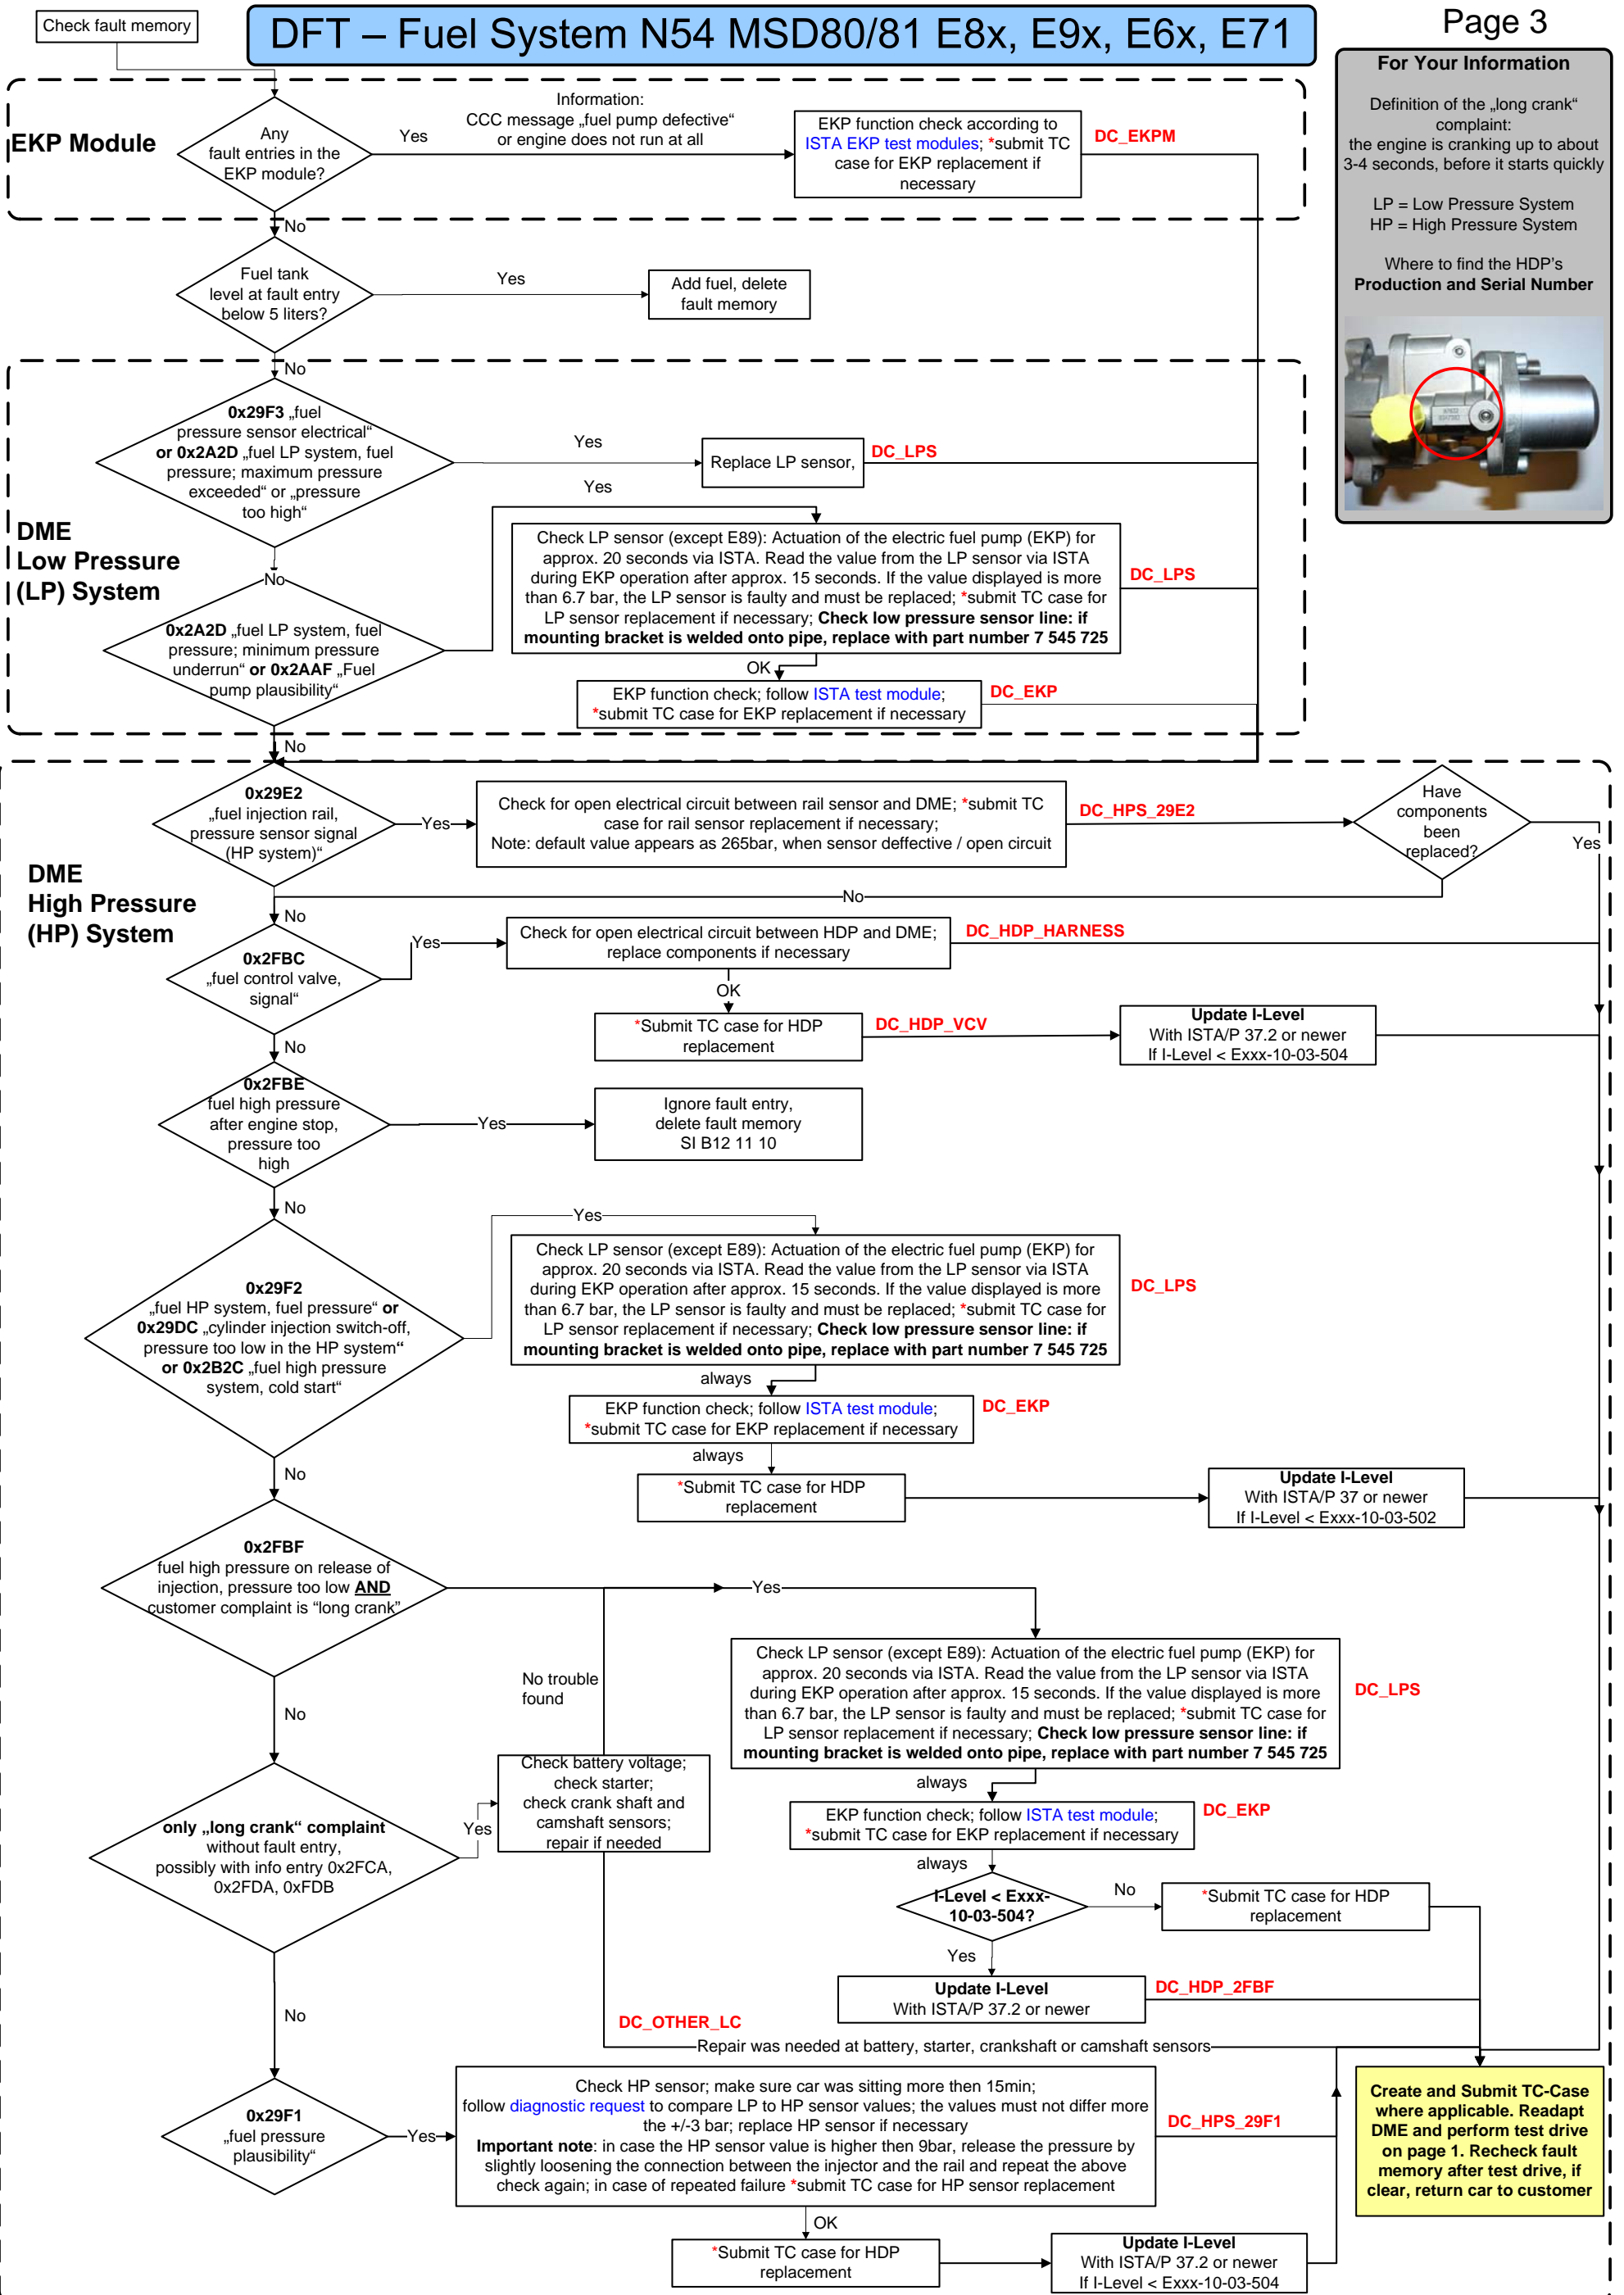 Check fault memory
DFT – Fuel System N54 MSD80/81 E8x, E9x, E6x, E71
Page 3
For Your Information
Definition of the „long crank“
complaint:
the engine is cranking up to about
3-4 seconds, before it starts quickly
LP = Low Pressure System
HP = High Pressure System
Where to find the HDP's
Production and Serial Number
EKP Module
Any
fault entries in the
EKP module?
Yes
Information:
CCC message „fuel pump defective“
or engine does not run at all
EKP function check according to
ISTA EKP test modules; *submit TC
case for EKP replacement if
necessary
DC_EKPM
No
Fuel tank
level at fault entry
below 5 liters?
Yes
Add fuel, delete
fault memory
No
DME
Low Pressure
(LP) System
0x29F3 „fuel
pressure sensor electrical“
or 0x2A2D „fuel LP system, fuel
pressure; maximum pressure
exceeded“ or „pressure
too high“
Yes
Replace LP sensor,
DC_LPS
No
0x2A2D „fuel LP system, fuel
pressure; minimum pressure
underrun“ or 0x2AAF „Fuel
pump plausibility“
Yes
Check LP sensor (except E89): Actuation of the electric fuel pump (EKP) for
approx. 20 seconds via ISTA. Read the value from the LP sensor via ISTA
during EKP operation after approx. 15 seconds. If the value displayed is more
than 6.7 bar, the LP sensor is faulty and must be replaced; *submit TC case for
LP sensor replacement if necessary; Check low pressure sensor line: if
mounting bracket is welded onto pipe, replace with part number 7 545 725
DC_LPS
OK
EKP function check; follow ISTA test module;
*submit TC case for EKP replacement if necessary
DC_EKP
No
DME
High Pressure
(HP) System
0x29E2
„fuel injection rail,
pressure sensor signal
(HP system)“
Yes
Check for open electrical circuit between rail sensor and DME; *submit TC
case for rail sensor replacement if necessary;
Note: default value appears as 265bar, when sensor deffective / open circuit
DC_HPS_29E2
Have
components
been
replaced?
Yes
No
No
0x2FBC
„fuel control valve,
signal“
Yes
Check for open electrical circuit between HDP and DME;
replace components if necessary
DC_HDP_HARNESS
OK
*Submit TC case for HDP
replacement
DC_HDP_VCV
Update I-Level
With ISTA/P 37.2 or newer
If I-Level < Exxx-10-03-504
No
0x2FBE
fuel high pressure
after engine stop,
pressure too
high
Yes
Ignore fault entry,
delete fault memory
SI B12 11 10
No
0x29F2
„fuel HP system, fuel pressure“ or
0x29DC „cylinder injection switch-off,
pressure too low in the HP system“
or 0x2B2C „fuel high pressure
system, cold start“
Yes
Check LP sensor (except E89): Actuation of the electric fuel pump (EKP) for
approx. 20 seconds via ISTA. Read the value from the LP sensor via ISTA
during EKP operation after approx. 15 seconds. If the value displayed is more
than 6.7 bar, the LP sensor is faulty and must be replaced; *submit TC case for
LP sensor replacement if necessary; Check low pressure sensor line: if
mounting bracket is welded onto pipe, replace with part number 7 545 725
DC_LPS
always
EKP function check; follow ISTA test module;
*submit TC case for EKP replacement if necessary
DC_EKP
always
*Submit TC case for HDP
replacement
Update I-Level
With ISTA/P 37 or newer
If I-Level < Exxx-10-03-502
No
0x2FBF
fuel high pressure on release of
injection, pressure too low AND
customer complaint is “long crank”
Yes
Check LP sensor (except E89): Actuation of the electric fuel pump (EKP) for
approx. 20 seconds via ISTA. Read the value from the LP sensor via ISTA
during EKP operation after approx. 15 seconds. If the value displayed is more
than 6.7 bar, the LP sensor is faulty and must be replaced; *submit TC case for
LP sensor replacement if necessary; Check low pressure sensor line: if
mounting bracket is welded onto pipe, replace with part number 7 545 725
DC_LPS
No trouble
found
No
always
EKP function check; follow ISTA test module;
*submit TC case for EKP replacement if necessary
DC_EKP
always
I-Level < Exxx-
10-03-504?
No
*Submit TC case for HDP
replacement
Yes
Update I-Level
With ISTA/P 37.2 or newer
DC_HDP_2FBF
only „long crank“ complaint
without fault entry,
possibly with info entry 0x2FCA,
0x2FDA, 0xFDB
Yes
Check battery voltage;
check starter;
check crank shaft and
camshaft sensors;
repair if needed
DC_OTHER_LC
Repair was needed at battery, starter, crankshaft or camshaft sensors
No
0x29F1
„fuel pressure
plausibility“
Yes
Check HP sensor; make sure car was sitting more then 15min;
follow diagnostic request to compare LP to HP sensor values; the values must not differ more
the +/-3 bar; replace HP sensor if necessary
Important note: in case the HP sensor value is higher then 9bar, release the pressure by
slightly loosening the connection between the injector and the rail and repeat the above
check again; in case of repeated failure *submit TC case for HP sensor replacement
DC_HPS_29F1
OK
*Submit TC case for HDP
replacement
Update I-Level
With ISTA/P 37.2 or newer
If I-Level < Exxx-10-03-504
Create and Submit TC-Case
where applicable. Readapt
DME and perform test drive
on page 1. Recheck fault
memory after test drive, if
clear, return car to customer